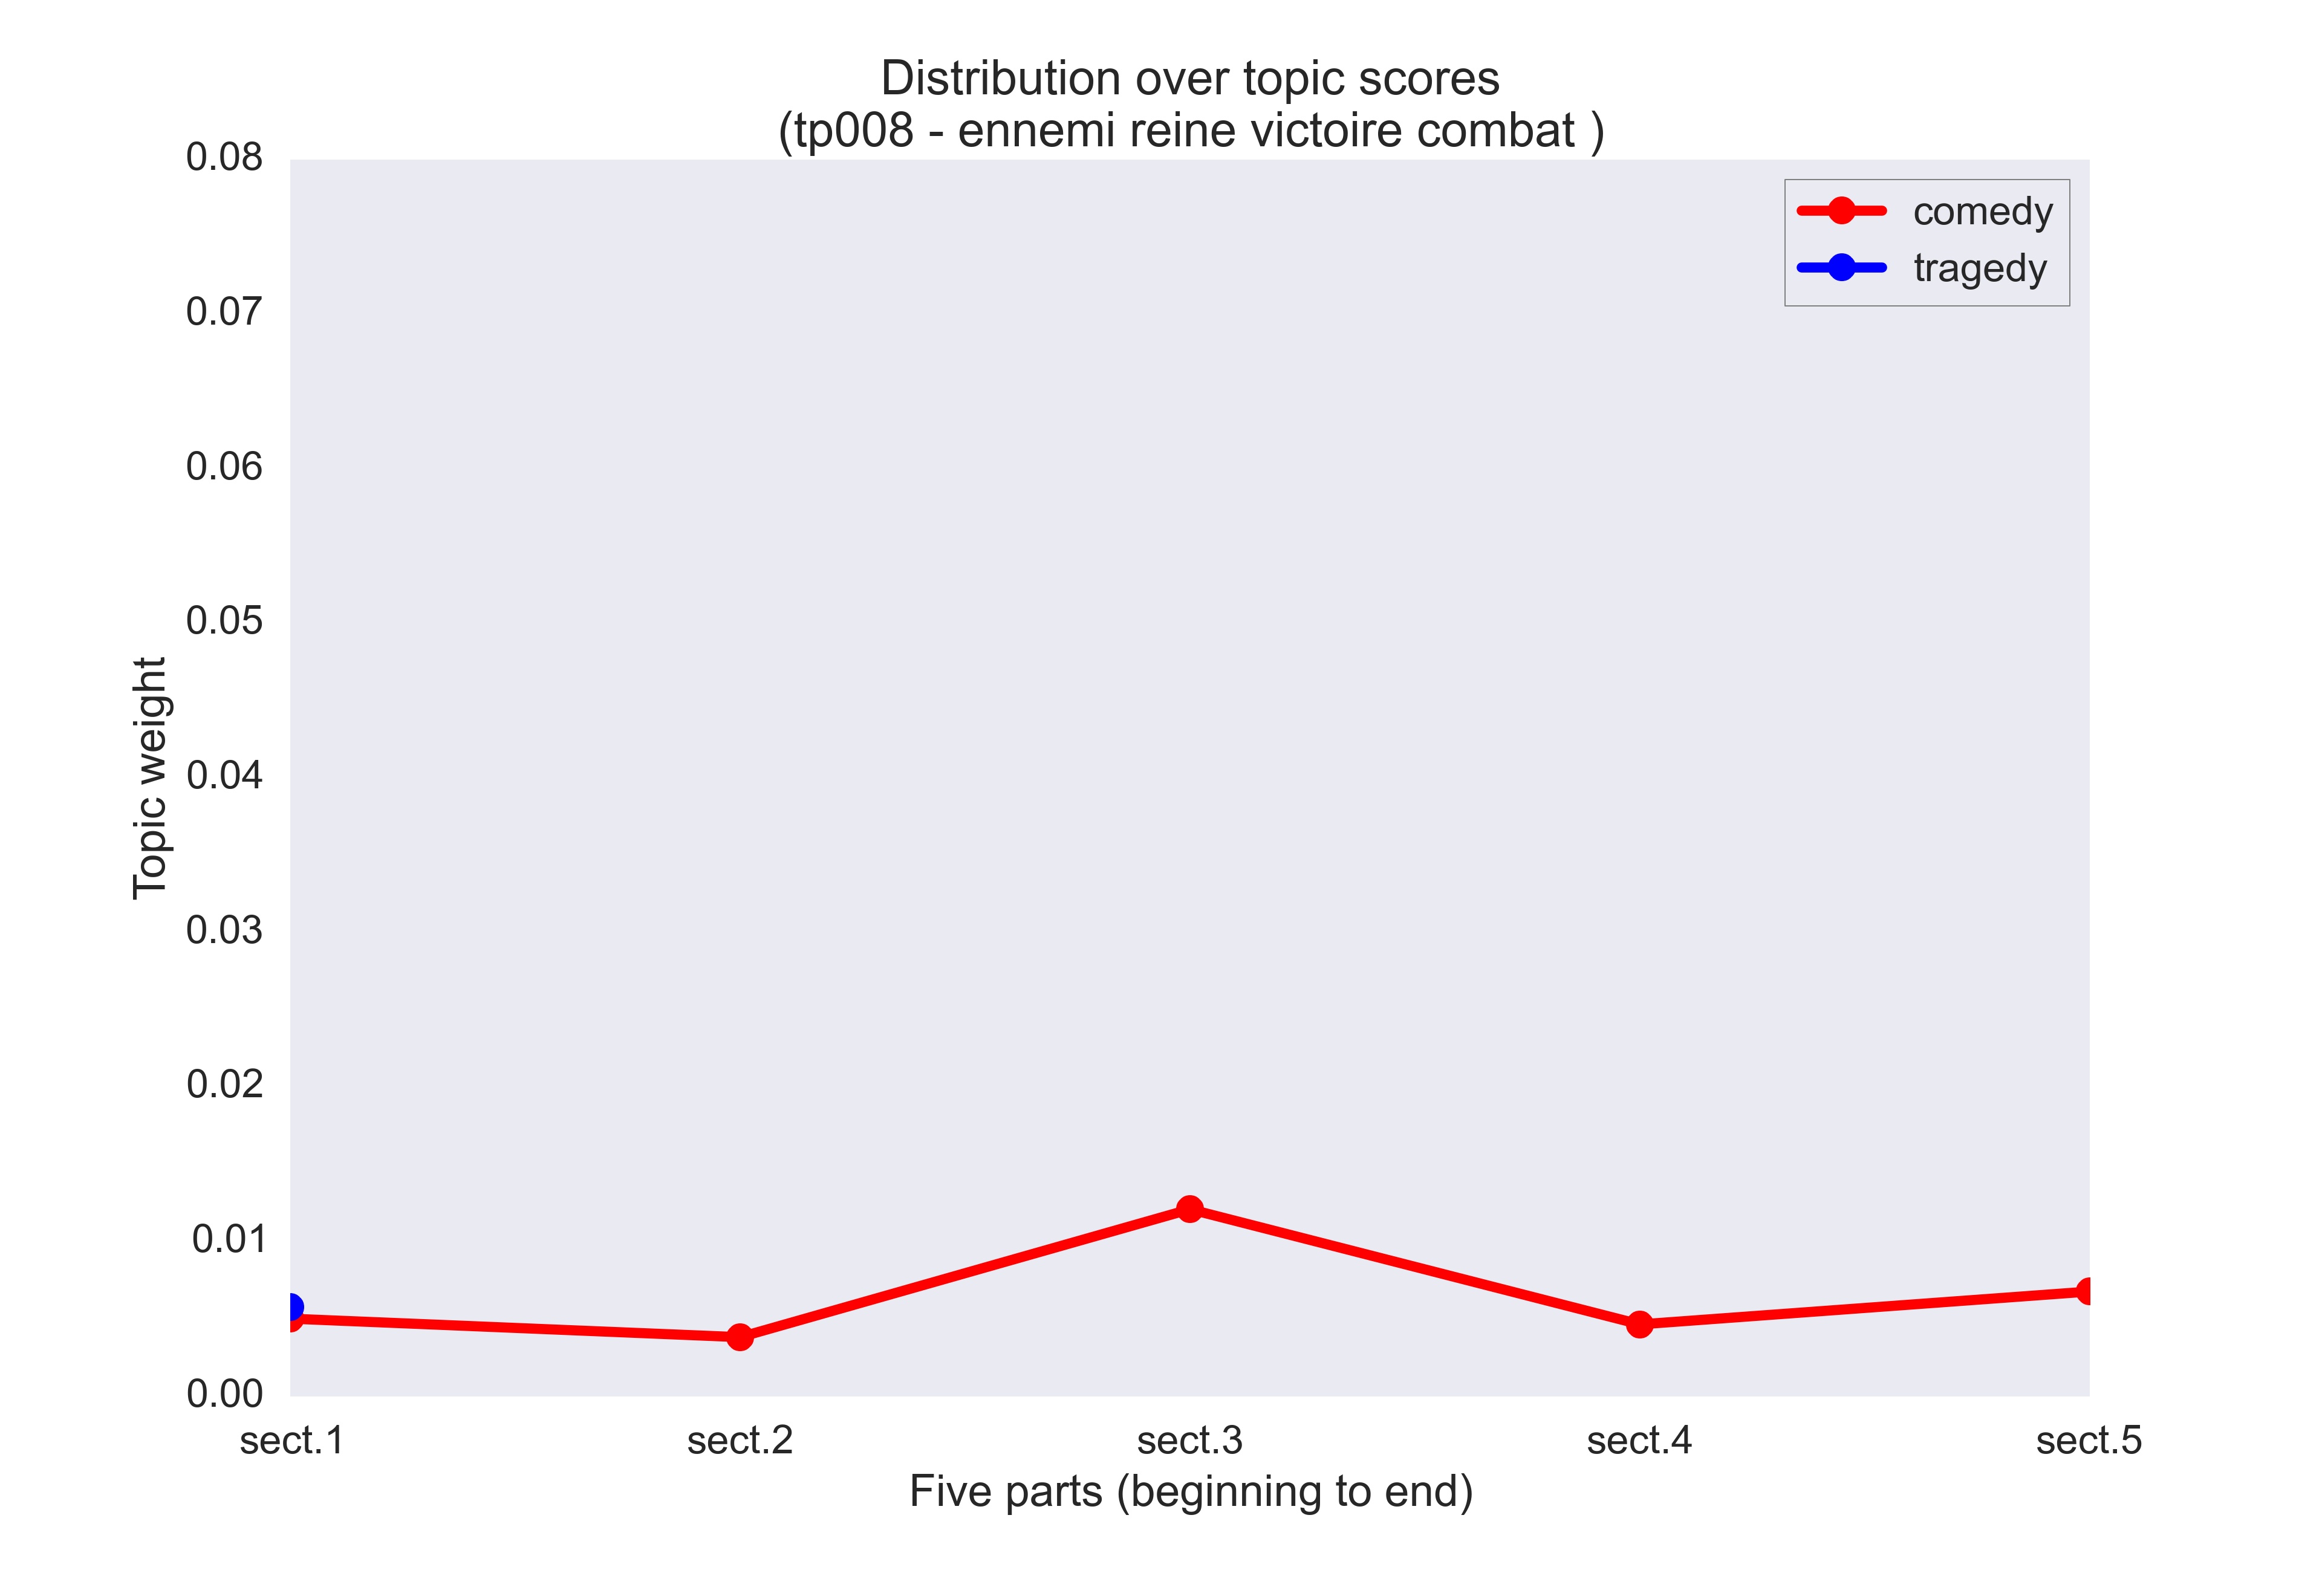 Distribution over topic scores
(tp008 - ennemi reine victoire combat )
comedy
tragedy
0.08
0.07
0.06
0.05
0.04
0.03
0.02
0.01
0.00
Topic weight
sect.1
sect.2
sect.3
sect.4
sect.5
Five parts (beginning to end)